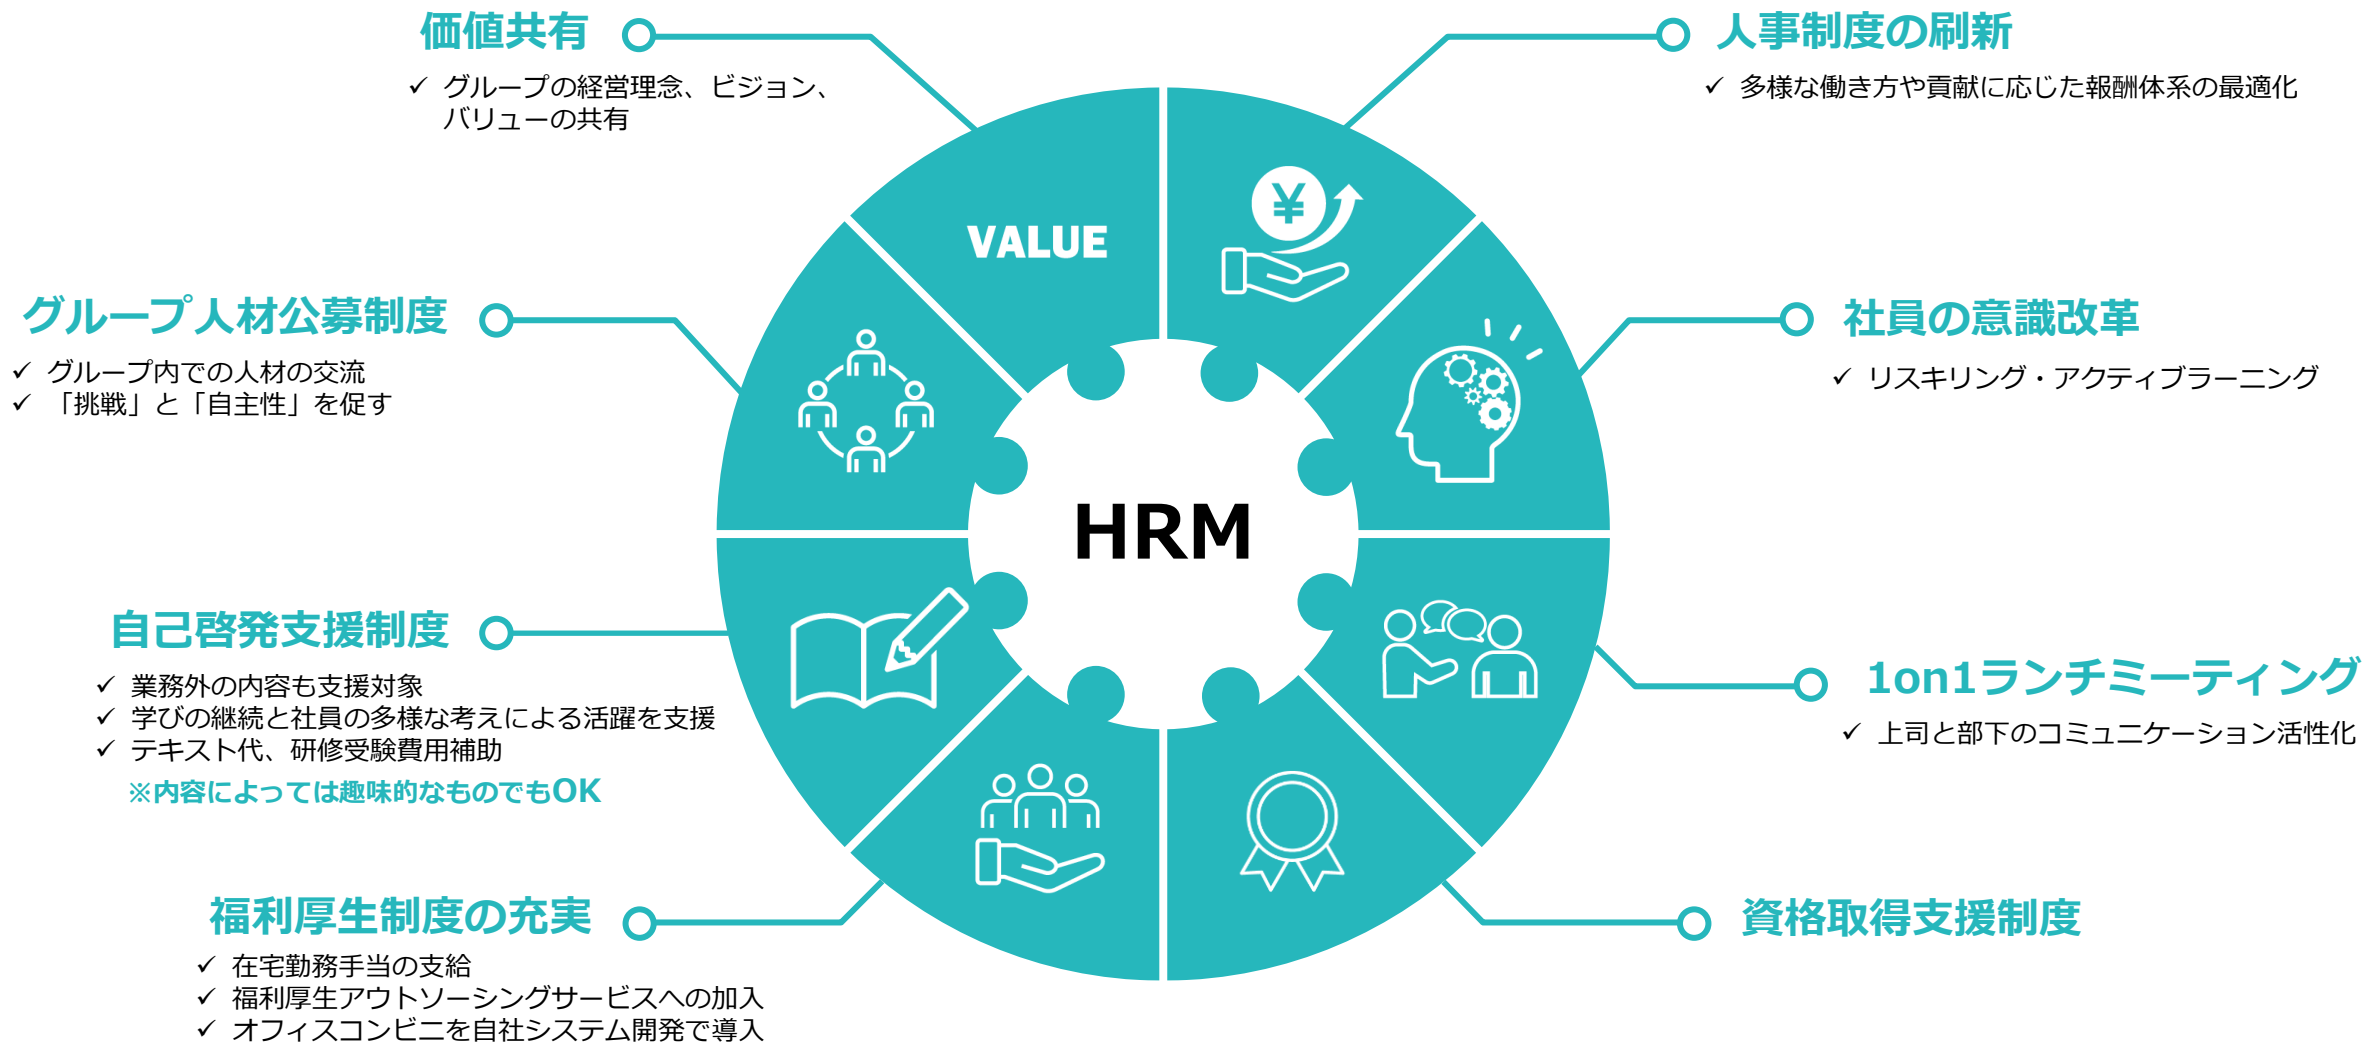 価値共有
✓ グループの経営理念、ビジョン、
バリューの共有
人事制度の刷新
✓ 多様な働き方や貢献に応じた報酬体系の最適化
VALUE
¥
グループ人材公募制度
✓ グループ内での人材の交流
✓ 「挑戦」と「自主性」を促す
社員の意識改革
✓ リスキリング・アクティブラーニング
HRM
自己啓発支援制度
✓ 業務外の内容も支援対象
✓ 学びの継続と社員の多様な考えによる活躍を支援
✓ テキスト代、研修受験費用補助
※内容によっては趣味的なものでもOK
1on1ランチミーティング
✓ 上司と部下のコミュニケーション活性化
福利厚生制度の充実
✓ 在宅勤務手当の支給
✓ 福利厚生アウトソーシングサービスへの加入
✓ オフィスコンビニを自社システム開発で導入
資格取得支援制度